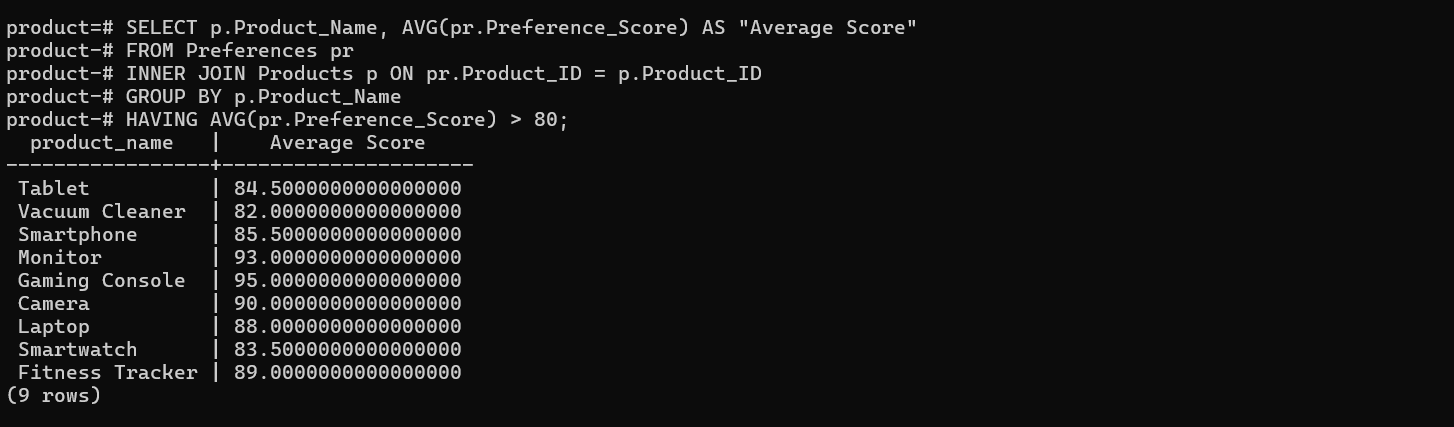 product=# SELECT p.Product_Name, AVG(pr.Preference_Score) AS "Average Score"
product-# FROM Preferences pr
product-# INNER JOIN Products p ON pr.Product_ID = p.Product_ID
product-# GROUP BY p.Product_Name
product-# HAVING AVG(pr.Preference_Score) > 80;
  product_name   |    Average Score
-----------------+---------------------
 Tablet          | 84.5000000000000000
 Vacuum Cleaner  | 82.0000000000000000
 Smartphone      | 85.5000000000000000
 Monitor         | 93.0000000000000000
 Gaming Console  | 95.0000000000000000
 Camera          | 90.0000000000000000
 Laptop          | 88.0000000000000000
 Smartwatch      | 83.5000000000000000
 Fitness Tracker | 89.0000000000000000
(9 rows)